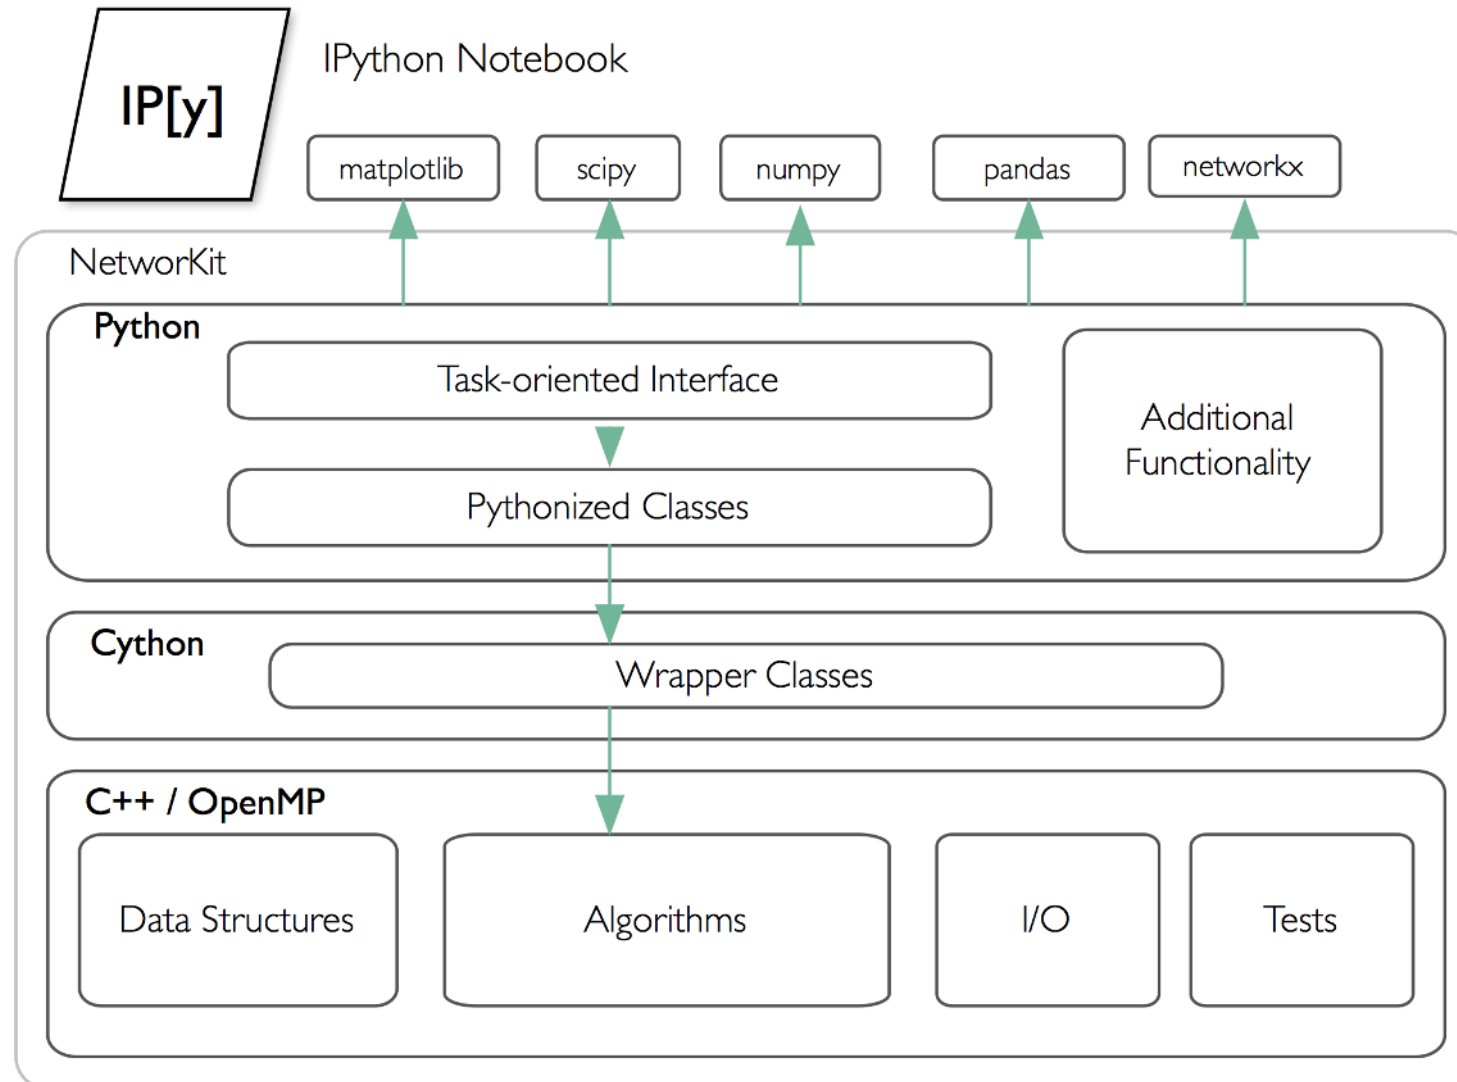 IP[y]
IPython Notebook
matplotlib
scipy
numpy
pandas
networkx
NetworKit
Python
Task-oriented Interface
Additional
Functionality
Pythonized Classes
Cython
Wrapper Classes
C++ / OpenMP
Data Structures
Algorithms
I/O
Tests